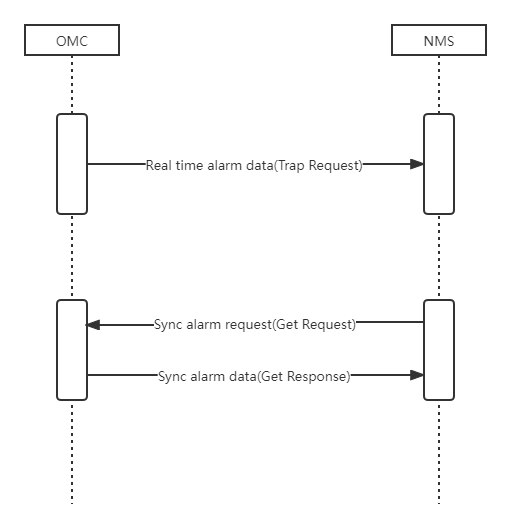 OMC
NMS
Real time alarm data(Trap Request)
Sync alarm request(Get Request)
Sync alarm data(Get Response)